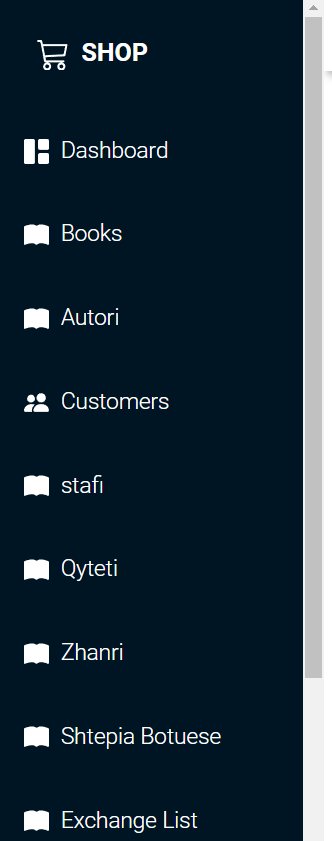 SHOP
Dashboard
Books
Autori
Customers
stafi
Qyteti
Zhanri
Shtepia Botuese
Exchange List